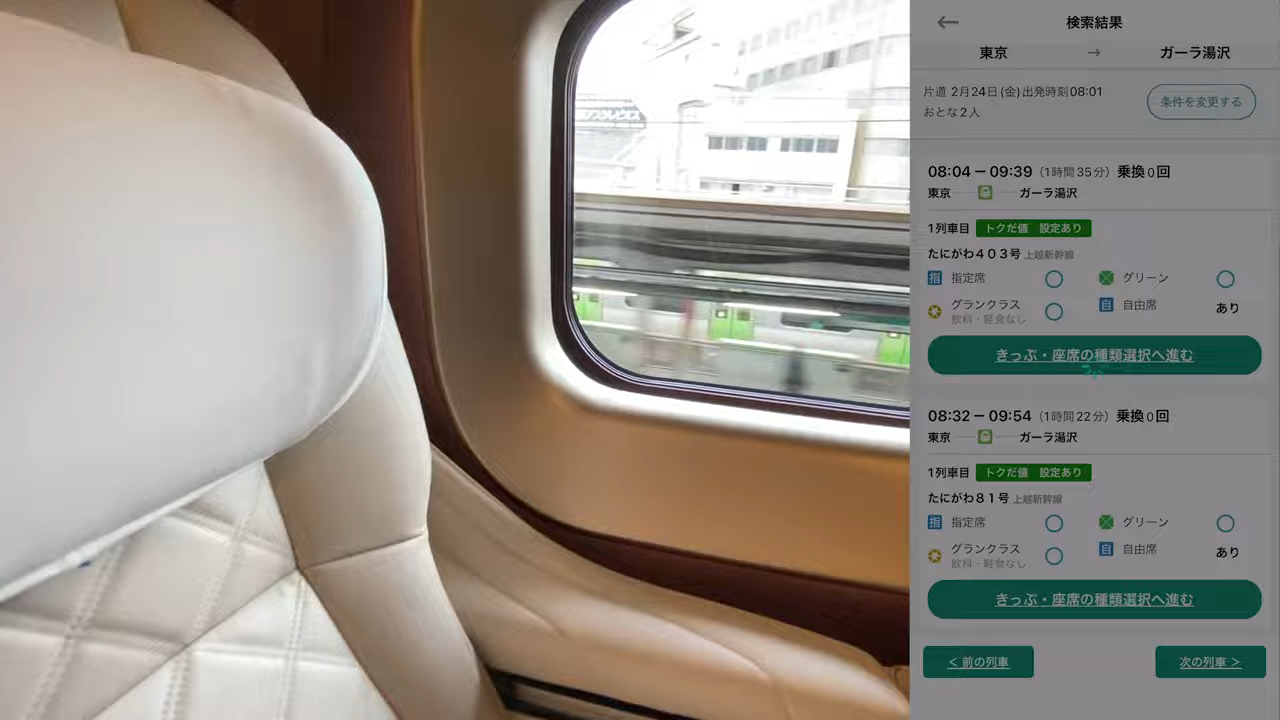 検索結果
東京 → ガーラ湯沢
片道 2月24日(金)出発時刻08:01
おとな2人
条件を変更する
08:04 － 09:39（1時間35分）乗換0回
東京 ガーラ湯沢
1列車目 トクだ値 設定あり
たにがわ４０３号 上越新幹線
指 指定席 グリーン
グランクラス 自 自由席 あり
飲料・軽食なし
きっぷ・座席の種類選択へ進む
08:32 － 09:54（1時間22分）乗換0回
東京 ガーラ湯沢
1列車目 トクだ値 設定あり
たにがわ８１号 上越新幹線
指 指定席 グリーン
グランクラス 自 自由席 あり
飲料・軽食なし
きっぷ・座席の種類選択へ進む
< 前の列車
次の列車 >